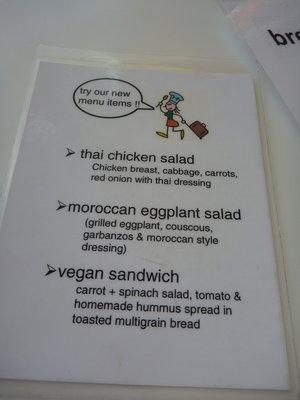 try our new
menu items !!
bre
➢ thai chicken salad
Chicken breast, cabbage, carrots,
red onion with thai dressing
➢ moroccan eggplant salad
(grilled eggplant, couscous,
garbanzos & moroccan style
dressing)
➢ vegan sandwich
carrot + spinach salad, tomato &
homemade hummus spread in
toasted multigrain bread